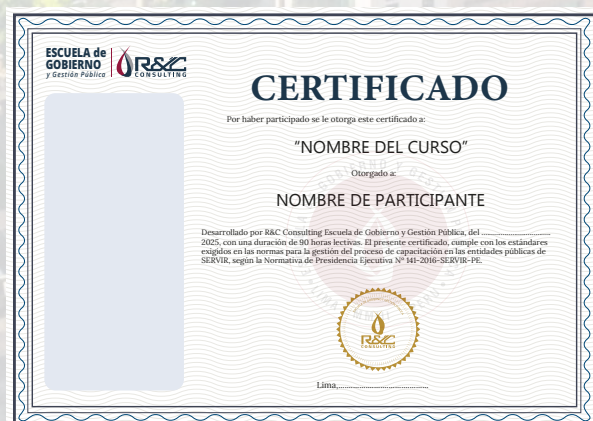 ESCUELA de
GOBIERNO
y Gestión Pública
R&C
CONSULTING
CERTIFICADO
Por haber participado se le otorga este certificado a:
“NOMBRE DEL CURSO”
Otorgado a:
NOMBRE DE PARTICIPANTE
Desarrollado por R&C Consulting Escuela de Gobierno y Gestión Pública, del ..................................
2025, con una duración de 90 horas lectivas. El presente certificado, cumple con los estándares
exigidos en las normas para la gestión del proceso de capacitación en las entidades públicas de
SERVIR, según la Normativa de Presidencia Ejecutiva Nº 141-2016-SERVIR-PE.
R&C
CONSULTING
Lima,............................................